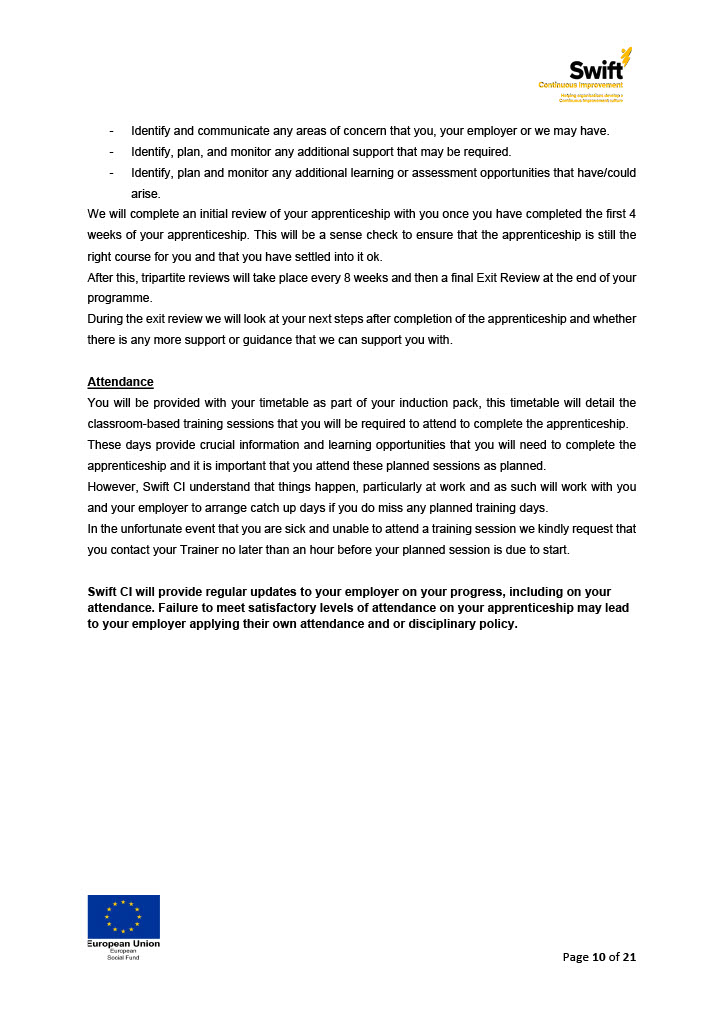 Swift
Continuous Improvement
Helping organisations develop a
Continuous Improvement culture
- Identify and communicate any areas of concern that you, your employer or we may have.
- Identify, plan, and monitor any additional support that may be required.
- Identify, plan and monitor any additional learning or assessment opportunities that have/could
arise.
We will complete an initial review of your apprenticeship with you once you have completed the first 4
weeks of your apprenticeship. This will be a sense check to ensure that the apprenticeship is still the
right course for you and that you have settled into it ok.
After this, tripartite reviews will take place every 8 weeks and then a final Exit Review at the end of your
programme.
During the exit review we will look at your next steps after completion of the apprenticeship and whether
there is any more support or guidance that we can support you with.
Attendance
You will be provided with your timetable as part of your induction pack, this timetable will detail the
classroom-based training sessions that you will be required to attend to complete the apprenticeship.
These days provide crucial information and learning opportunities that you will need to complete the
apprenticeship and it is important that you attend these planned sessions as planned.
However, Swift CI understand that things happen, particularly at work and as such will work with you
and your employer to arrange catch up days if you do miss any planned training days.
In the unfortunate event that you are sick and unable to attend a training session we kindly request that
you contact your Trainer no later than an hour before your planned session is due to start.
Swift CI will provide regular updates to your employer on your progress, including on your
attendance. Failure to meet satisfactory levels of attendance on your apprenticeship may lead
to your employer applying their own attendance and or disciplinary policy.
European Union
European
Social Fund
Page 10 of 21